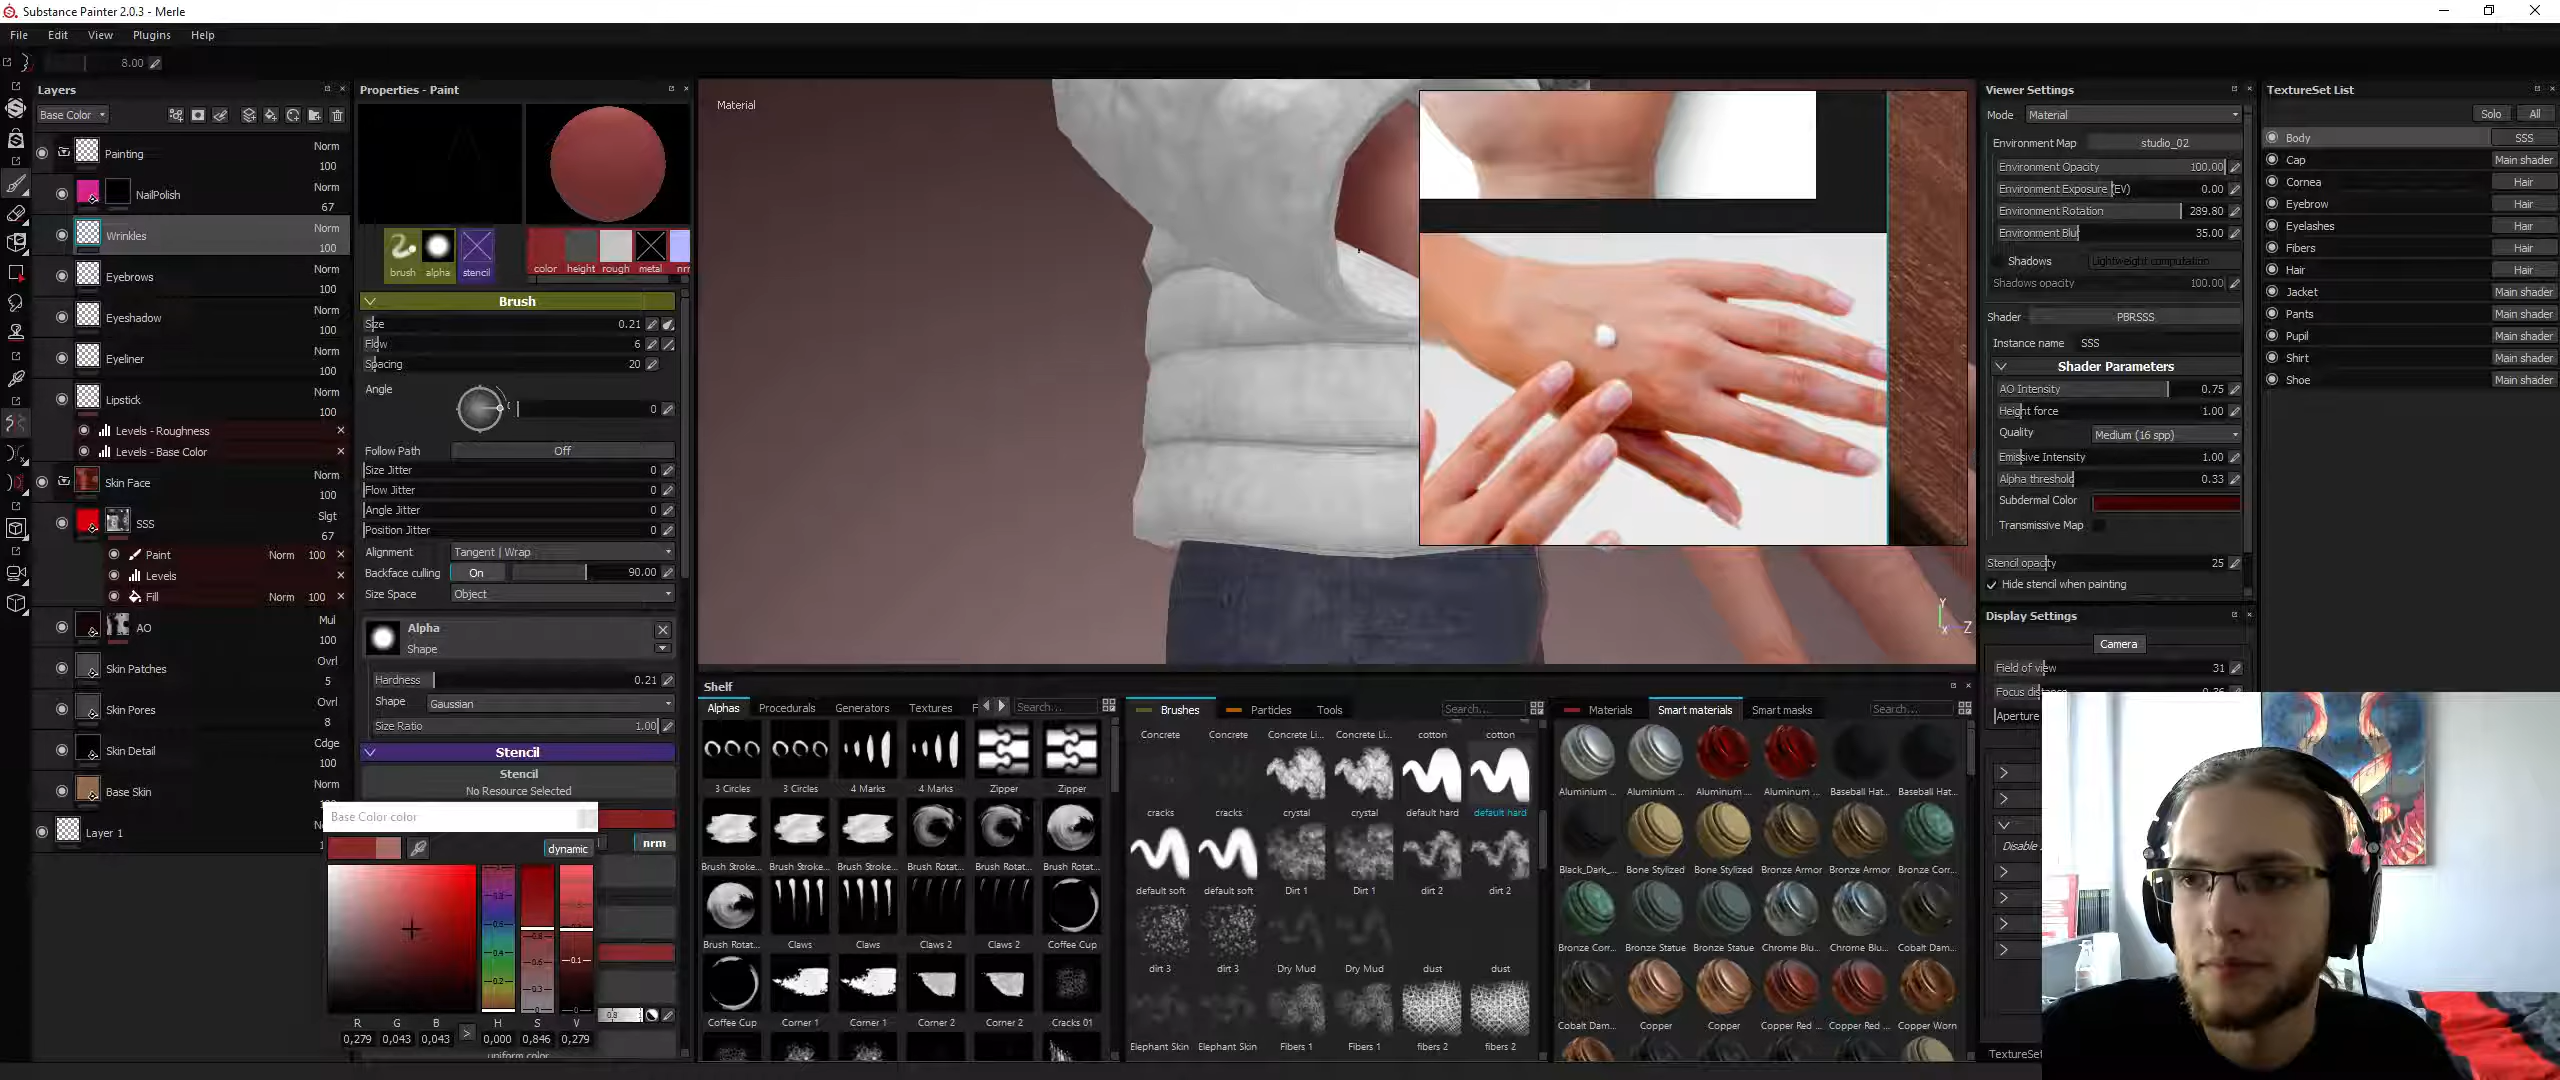 Substance Painter 2.0.3 - Merle
File Edit View Plugins Help
8.00
Layers
Base Color
Painting Norm 100
NailPolish Norm 67
Wrinkles Norm 100
Eyebrows Norm 100
Eyeshadow Norm 100
Eyeliner Norm 100
Lipstick Norm 100
Levels - Roughness
Levels - Base Color
Skin Face Norm 100
SSS Slgt 67
Paint Norm 100
Levels
Fill Norm 100
AO Mul 100
Skin Patches Ovrl 5
Skin Pores Ovrl 8
Skin Detail Cdge 100
Base Skin Norm
Layer 1
Properties - Paint
brush alpha stencil
color height rough metal nrm
Brush
Size 0.21
Flow 6
Spacing 20
Angle 0
Follow Path Off
Size Jitter 0
Flow Jitter 0
Angle Jitter 0
Position Jitter 0
Alignment Tangent | Wrap
Backface culling On 90.00
Size Space Object
Alpha
Shape
Hardness 0.21
Shape Gaussian
Size Ratio 1.00
Stencil
Stencil
No Resource Selected
Base Color color
dynamic
nrm
R G B H S V
0,279 0,043 0,043 > 0,000 0,846 0,279
uniform color
Material
Y
X Z
Shelf
Alphas Procedurals Generators Textures Search...
3 Circles 3 Circles 4 Marks 4 Marks Zipper Zipper
Brush Stroke... Brush Stroke... Brush Stroke... Brush Rotat... Brush Rotat... Brush Rotat...
Brush Rotat... Claws Claws Claws 2 Claws 2 Coffee Cup
Coffee Cup Corner 1 Corner 1 Corner 2 Corner 2 Cracks 01
Brushes Particles Tools Search...
Concrete Concrete Concrete Li... Concrete Li... cotton cotton
cracks cracks crystal crystal default hard default hard
default soft default soft Dirt 1 Dirt 1 dirt 2 dirt 2
dirt 3 dirt 3 Dry Mud Dry Mud dust dust
Elephant Skin Elephant Skin Fibers 1 Fibers 1 fibers 2 fibers 2
Materials Smart materials Smart masks Search...
Aluminium ... Aluminium ... Aluminum ... Aluminum ... Baseball Hat... Baseball Hat...
Black_Dark_... Bone Stylized Bone Stylized Bronze Armor Bronze Armor Bronze Corr...
Bronze Corr... Bronze Statue Bronze Statue Chrome Blu... Chrome Blu... Cobalt Dam...
Cobalt Dam... Copper Copper Copper Red ... Copper Red ... Copper Worn
Viewer Settings
Mode Material
Environment Map studio_02
Environment Opacity 100.00
Environment Exposure (EV) 0.00
Environment Rotation 289.80
Environment Blur 35.00
Shadows Lightweight computation
Shadows opacity 100.00
Shader PBRSSS
Instance name SSS
Shader Parameters
AO Intensity 0.75
Height force 1.00
Quality Medium (16 spp)
Emissive Intensity 1.00
Alpha threshold 0.33
Subdermal Color
Transmissive Map
Stencil opacity 25
Hide stencil when painting
Display Settings
Camera
Field of view 31
Aperture
Disable
TextureSet
TextureSet List
Solo All
Body SSS
Cap Main shader
Cornea Hair
Eyebrow Hair
Eyelashes Hair
Fibers Hair
Hair Hair
Jacket Main shader
Pants Main shader
Pupil Main shader
Shirt Main shader
Shoe Main shader